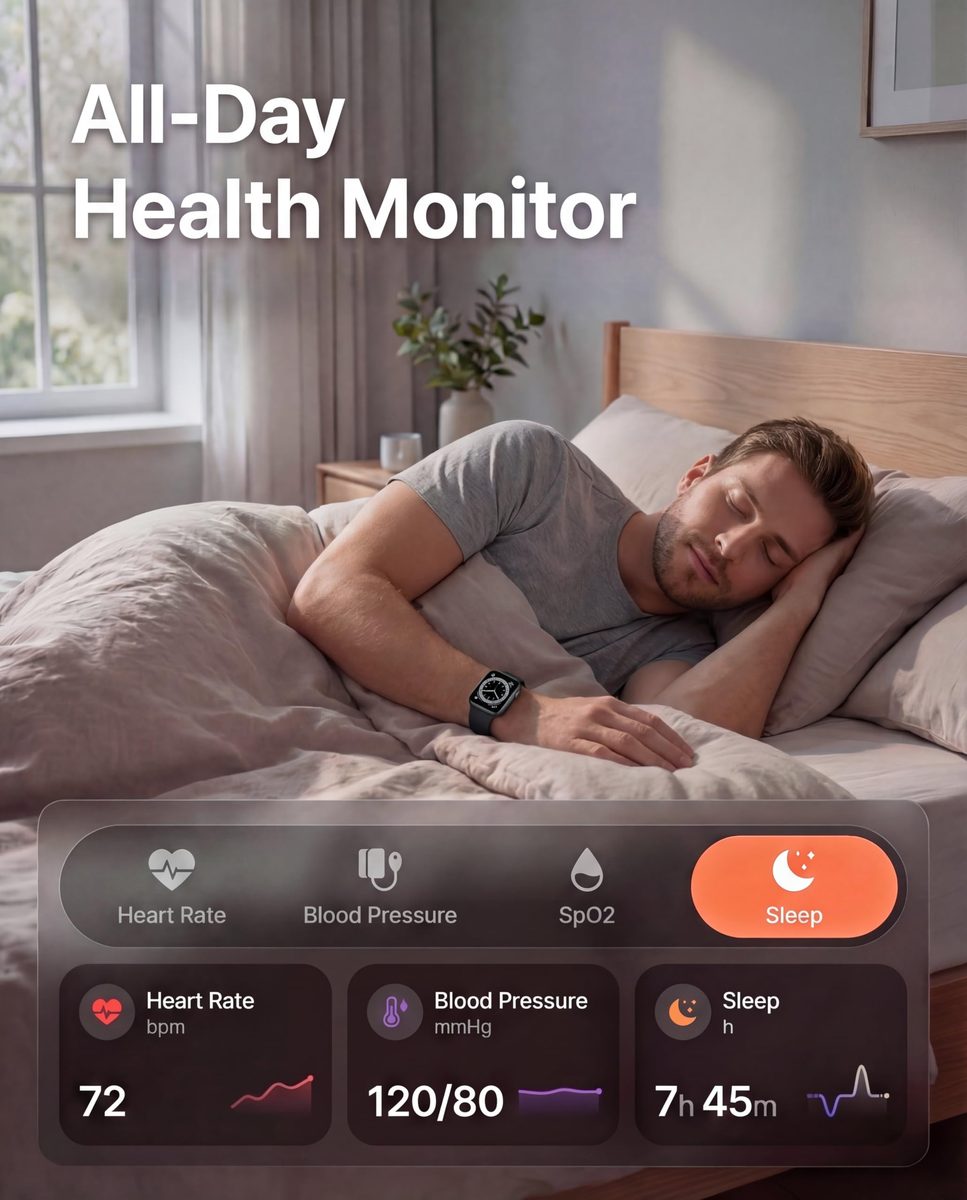 All-Day
Health Monitor
Heart Rate
Blood Pressure
SpO2
Sleep
Heart Rate
bpm
72
Blood Pressure
mmHg
120/80
Sleep
h
7h 45m